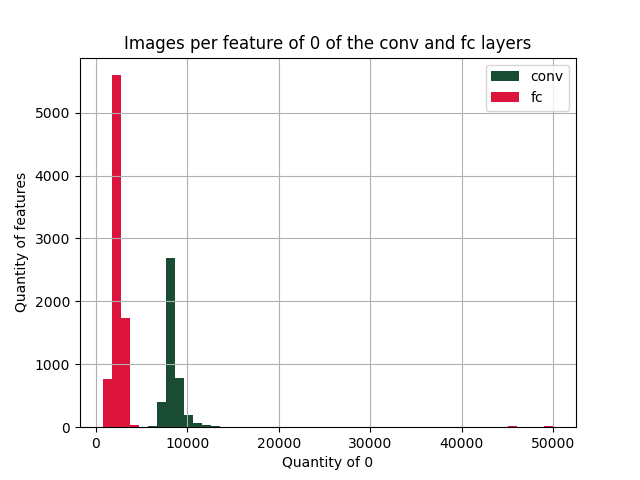 Images per feature of 0 of the conv and fc layers
conv
fc
Quantity of features
5000
4000
3000
2000
1000
0
0 10000 20000 30000 40000 50000
Quantity of 0